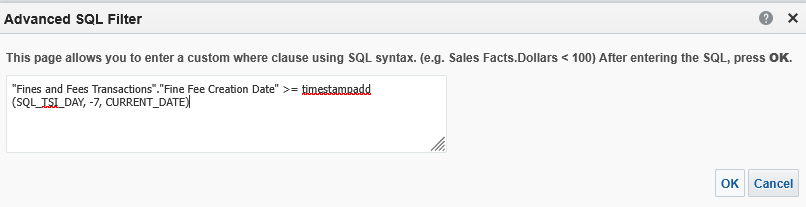 Advanced SQL Filter
This page allows you to enter a custom where clause using SQL syntax. (e.g. Sales Facts.Dollars < 100) After entering the SQL, press OK.
"Fines and Fees Transactions"."Fine Fee Creation Date" >= timestampadd
(SQL_TSI_DAY, -7, CURRENT_DATE)
OK Cancel